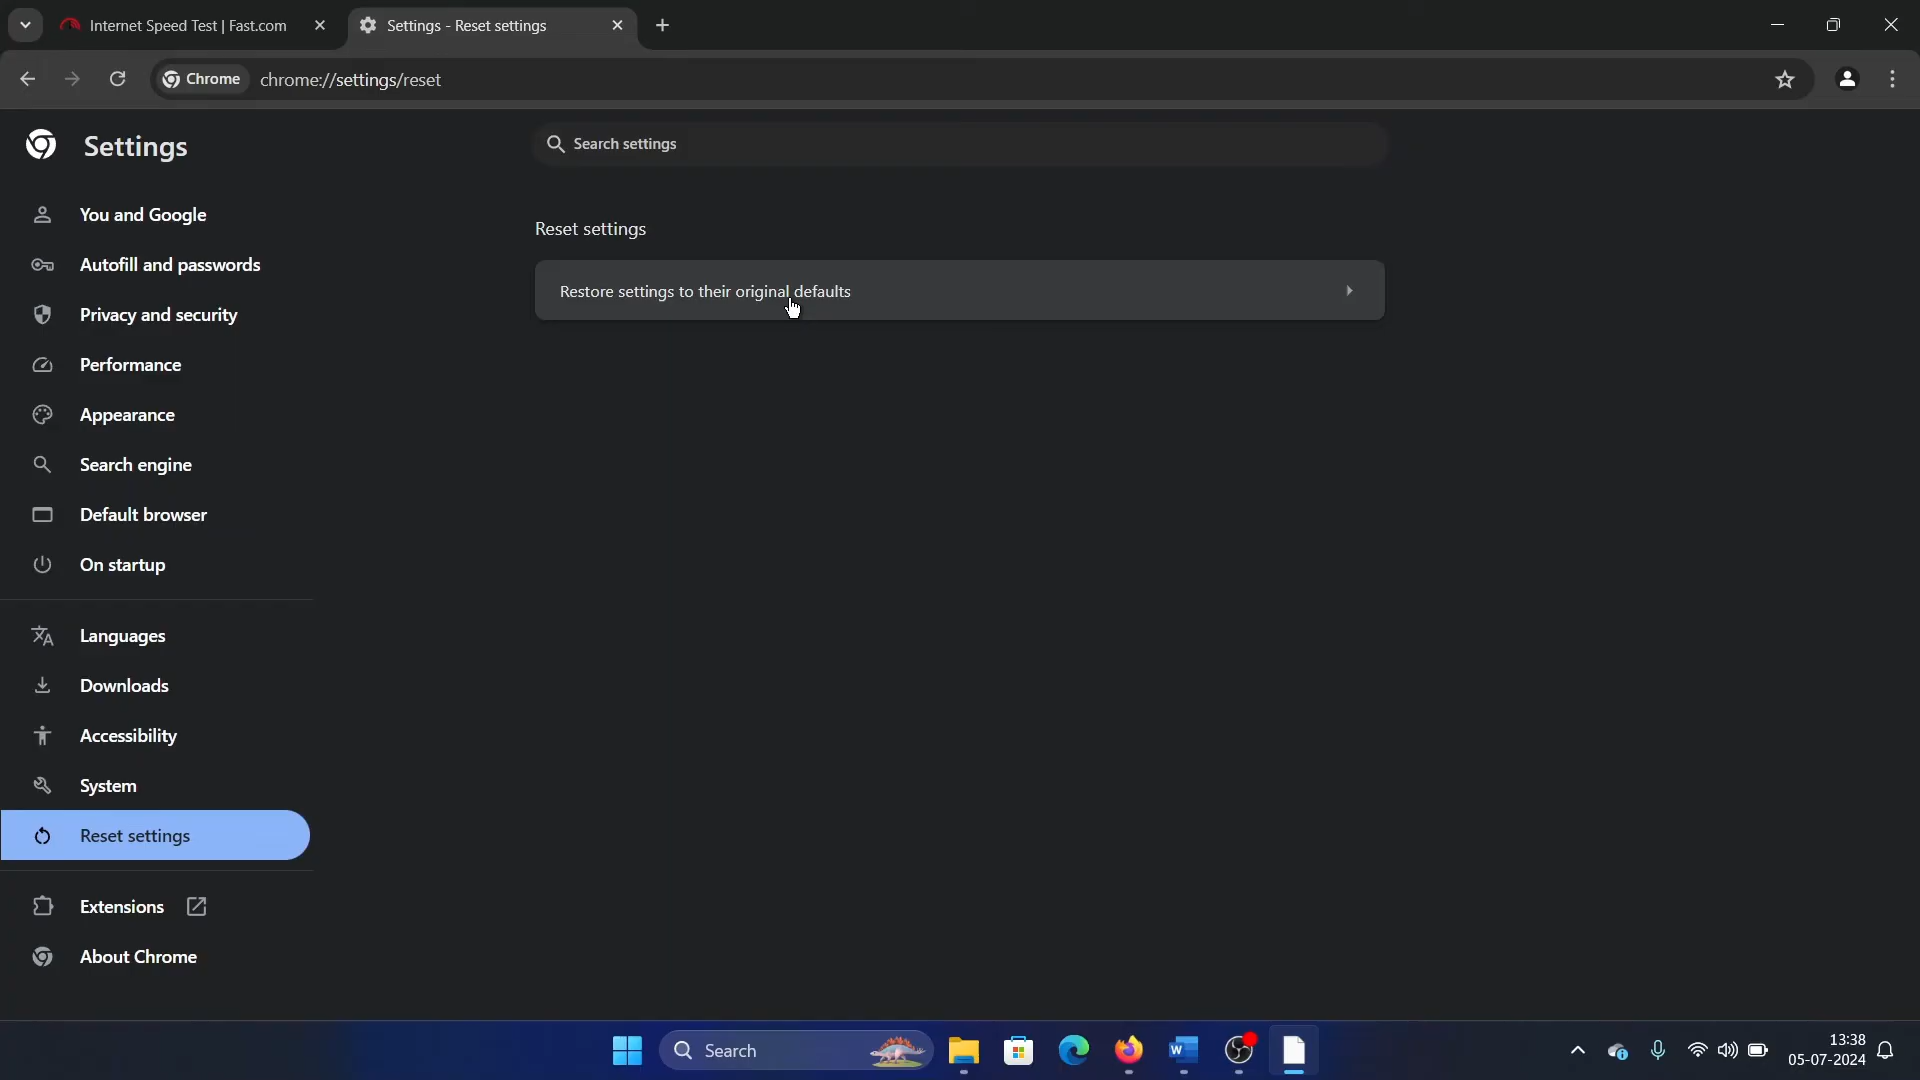 Internet Speed Test | Fast.com
Settings - Reset settings
Chrome
chrome://settings/reset
Settings
Search settings
You and Google
Autofill and passwords
Privacy and security
Performance
Appearance
Search engine
Default browser
On startup
Languages
Downloads
Accessibility
System
Reset settings
Extensions
About Chrome
Reset settings
Restore settings to their original defaults
Search
W
13:38
05-07-2024